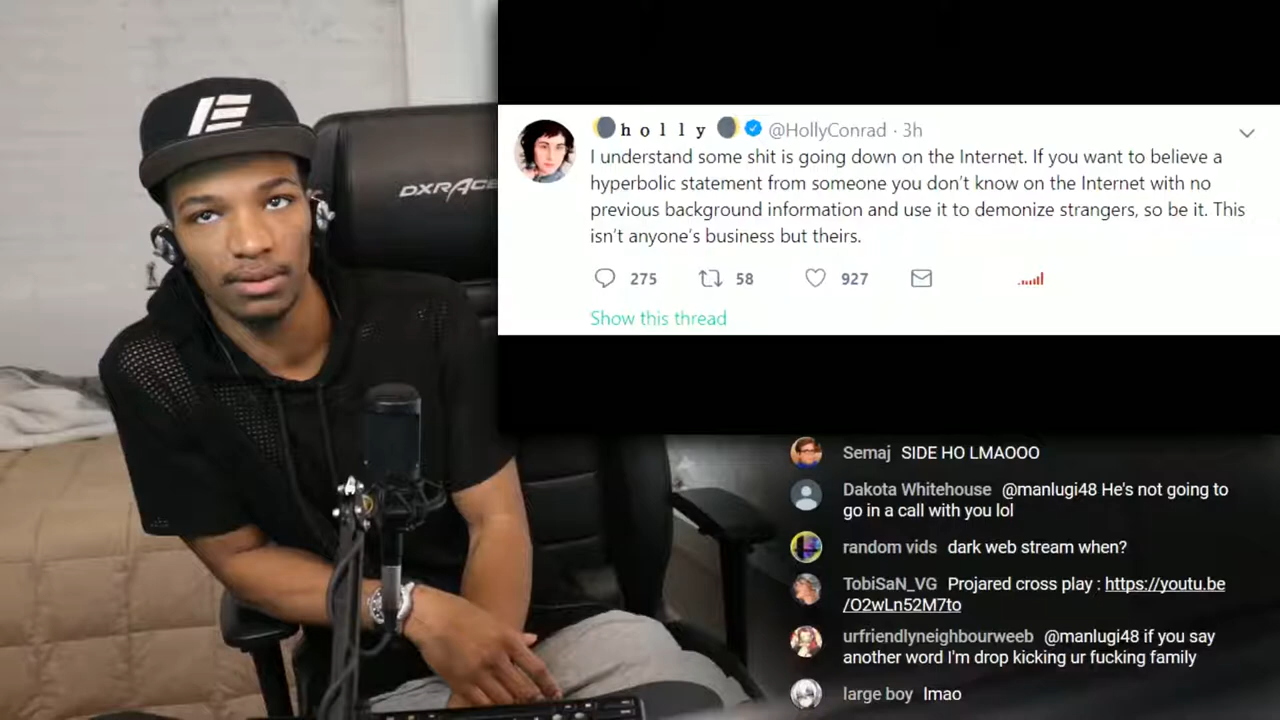 DXRACE
h o l l y @HollyConrad · 3h
I understand some shit is going down on the Internet. If you want to believe a
hyperbolic statement from someone you don't know on the Internet with no
previous background information and use it to demonize strangers, so be it. This
isn't anyone's business but theirs.
275 58 927
Show this thread
Semaj SIDE HO LMAOOO
Dakota Whitehouse @manlugi48 He's not going to
go in a call with you lol
random vids dark web stream when?
TobiSaN_VG Projared cross play : https://youtu.be
/O2wLn52M7to
urfriendlyneighbourweeb @manlugi48 if you say
another word I'm drop kicking ur fucking family
large boy lmao